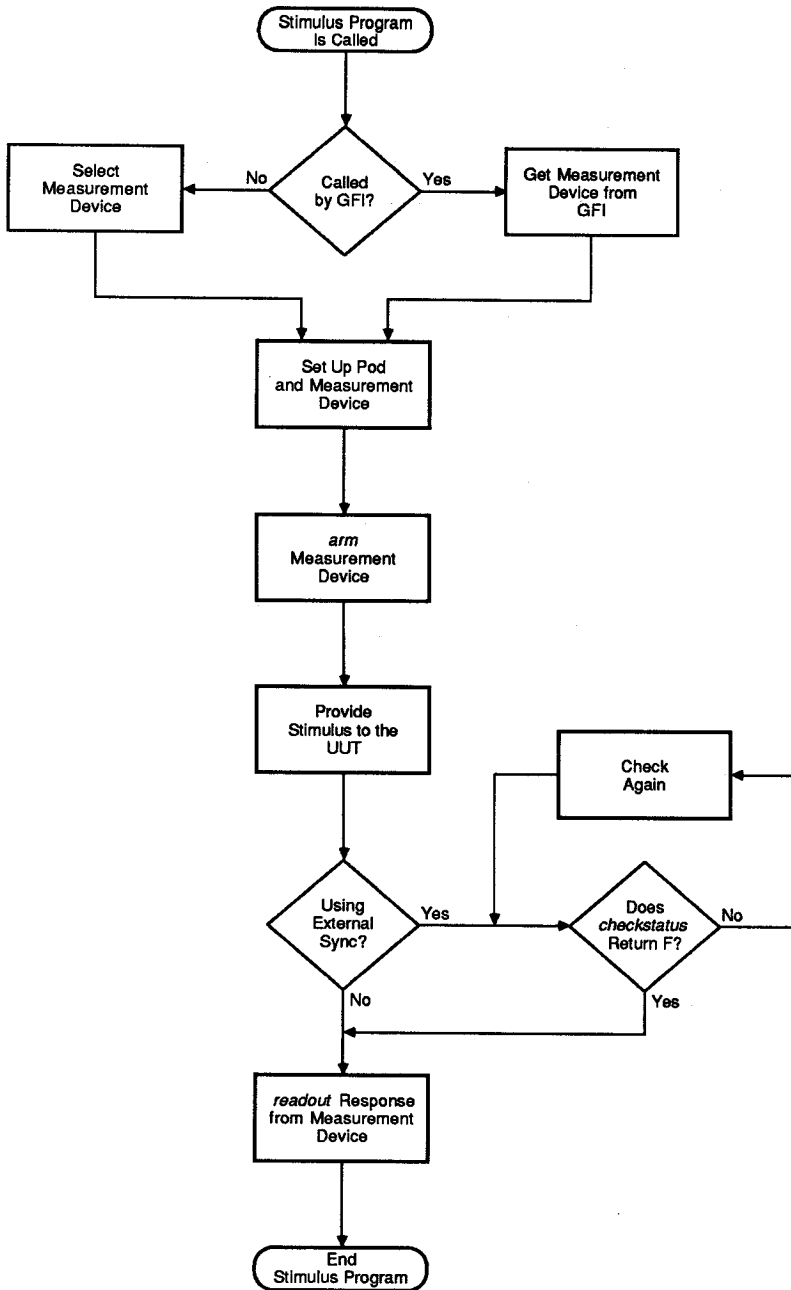 Stimulus Program
is Called
Called
by GFI?
No
Yes
Select
Measurement
Device
Get Measurement
Device from
GFI
Set Up Pod
and Measurement
Device
arm
Measurement
Device
Provide
Stimulus to the
UUT
Check
Again
Using
External
Sync?
Yes
No
Does
checkstatus
Return F?
No
Yes
readout Response
from Measurement
Device
End
Stimulus Program